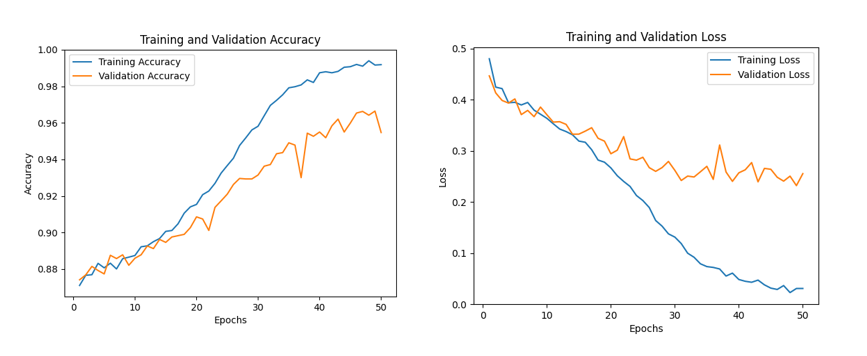 Training and Validation Accuracy
Training Accuracy
Validation Accuracy
1.00
0.98
0.96
0.94
0.92
0.90
0.88
Accuracy
0
10
20
30
40
50
Epochs
Training and Validation Loss
Training Loss
Validation Loss
0.5
0.4
0.3
0.2
0.1
0.0
Loss
0
10
20
30
40
50
Epochs